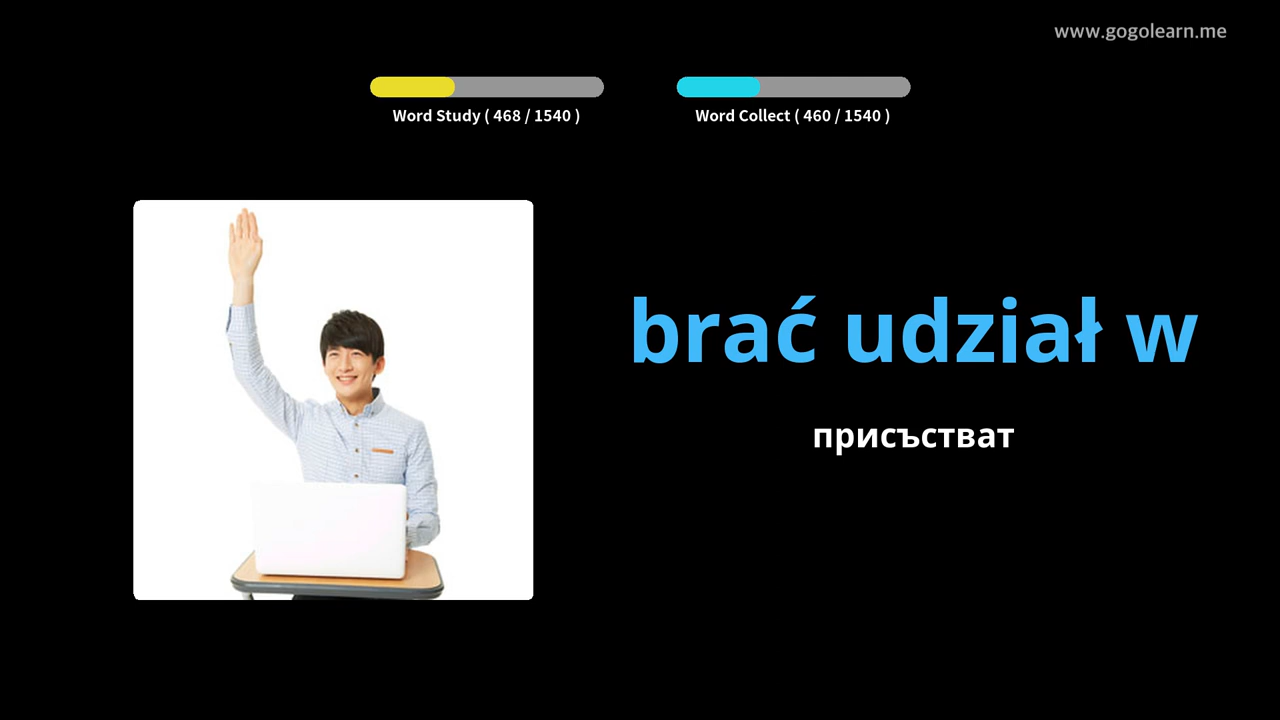 www.gogolearn.me
Word Study ( 468 / 1540 )
Word Collect ( 460 / 1540 )
brać udział w
присъстват